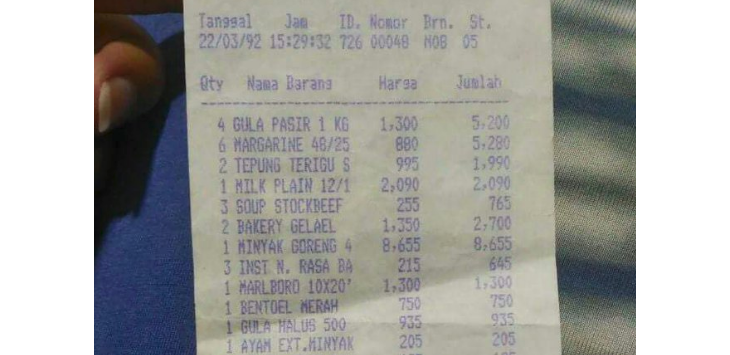 Tanggal Jam ID. Nomor Brn. St.
22/03/92 15:29:32 726 00048 M0B 05
Qty Nama Barang Harga Jumlah
4 GULA PASIR 1 KG 1,300 5,200
6 MARGARINE 48/25 880 5,280
2 TEPUNG TERIGU S 995 1,990
1 MILK PLAIN 12/1 2,090 2,090
3 SOUP STOCKBEEF 255 765
2 BAKERY GELAEL 1,350 2,700
1 MINYAK GORENG 4 8,655 8,655
3 INST N. RASA BA 215 645
1 MARLBORO 10X20' 1,300 1,300
1 BENTOEL MERAH 750 750
1 GULA HALUS 500 935 935
1 AYAM EXT.MINYAK 205 205